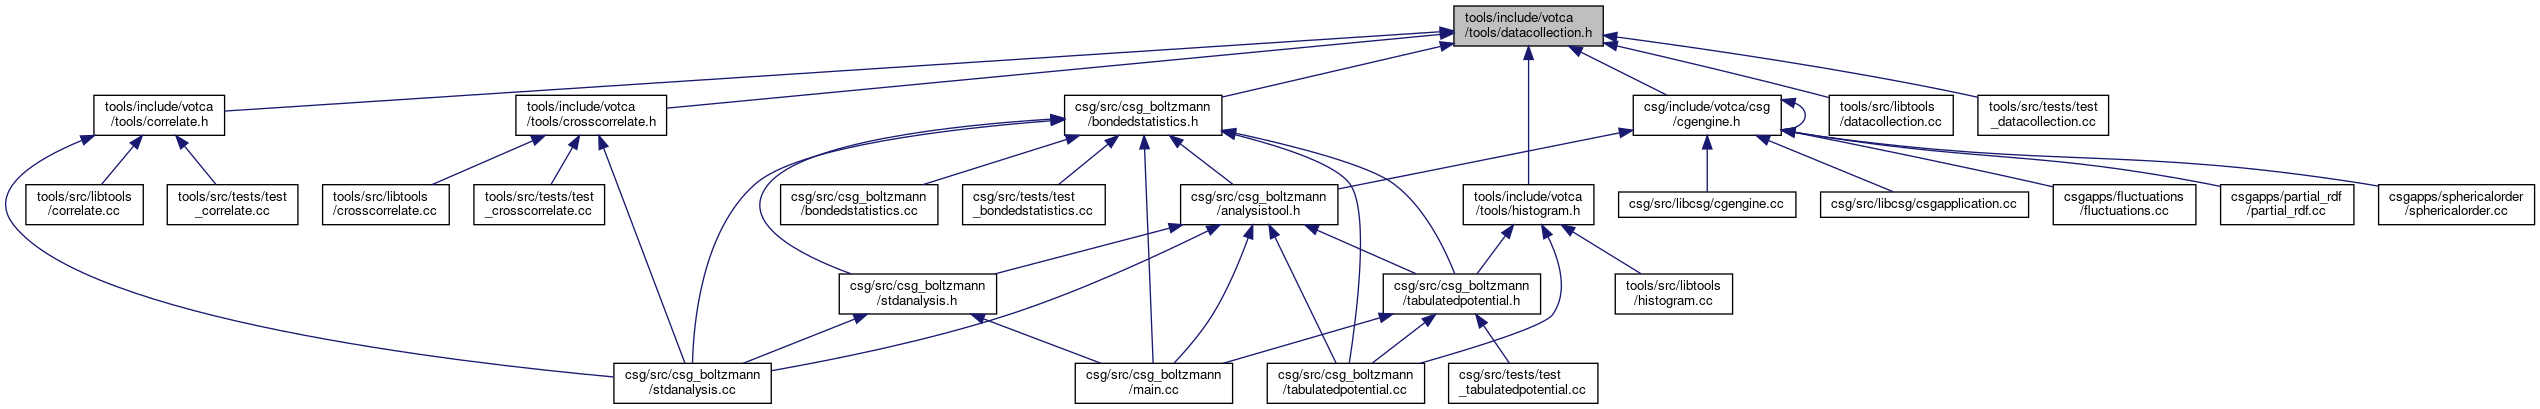 tools/include/votca
/tools/datacollection.h
tools/include/votca
/tools/correlate.h
tools/include/votca
/tools/crosscorrelate.h
csg/src/csg_boltzmann
/bondedstatistics.h
csg/include/votca/csg
/cgengine.h
tools/src/libtools
/datacollection.cc
tools/src/tests/test
_datacollection.cc
tools/src/libtools
/correlate.cc
tools/src/tests/test
_correlate.cc
tools/src/libtools
/crosscorrelate.cc
tools/src/tests/test
_crosscorrelate.cc
csg/src/csg_boltzmann
/bondedstatistics.cc
csg/src/tests/test
_bondedstatistics.cc
csg/src/csg_boltzmann
/analysistool.h
tools/include/votca
/tools/histogram.h
csg/src/libcsg/cgengine.cc
csg/src/libcsg/csgapplication.cc
csgapps/fluctuations
/fluctuations.cc
csgapps/partial_rdf
/partial_rdf.cc
csgapps/sphericalorder
/sphericalorder.cc
csg/src/csg_boltzmann
/stdanalysis.h
csg/src/csg_boltzmann
/tabulatedpotential.h
tools/src/libtools
/histogram.cc
csg/src/csg_boltzmann
/stdanalysis.cc
csg/src/csg_boltzmann
/main.cc
csg/src/csg_boltzmann
/tabulatedpotential.cc
csg/src/tests/test
_tabulatedpotential.cc